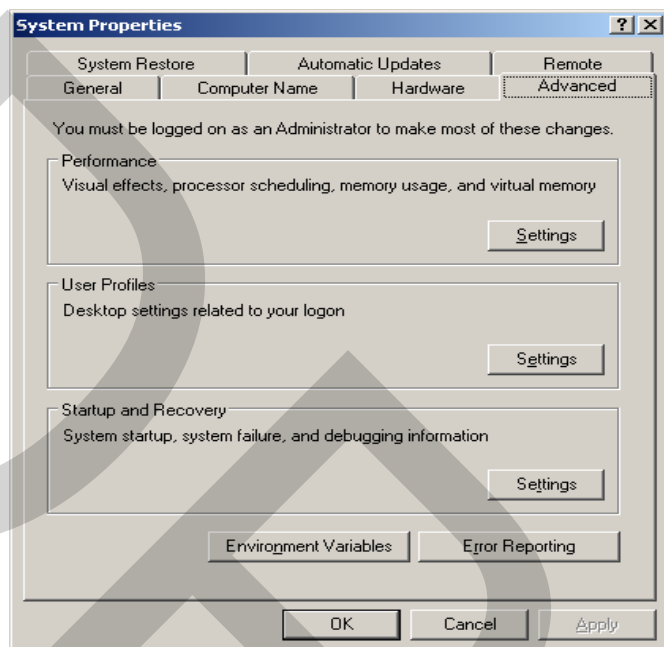 System Properties
System Restore Automatic Updates Remote
General Computer Name Hardware Advanced
You must be logged on as an Administrator to make most of these changes.
Performance
Visual effects, processor scheduling, memory usage, and virtual memory
Settings
User Profiles
Desktop settings related to your logon
Settings
Startup and Recovery
System startup, system failure, and debugging information
Settings
Environment Variables Error Reporting
OK Cancel Apply